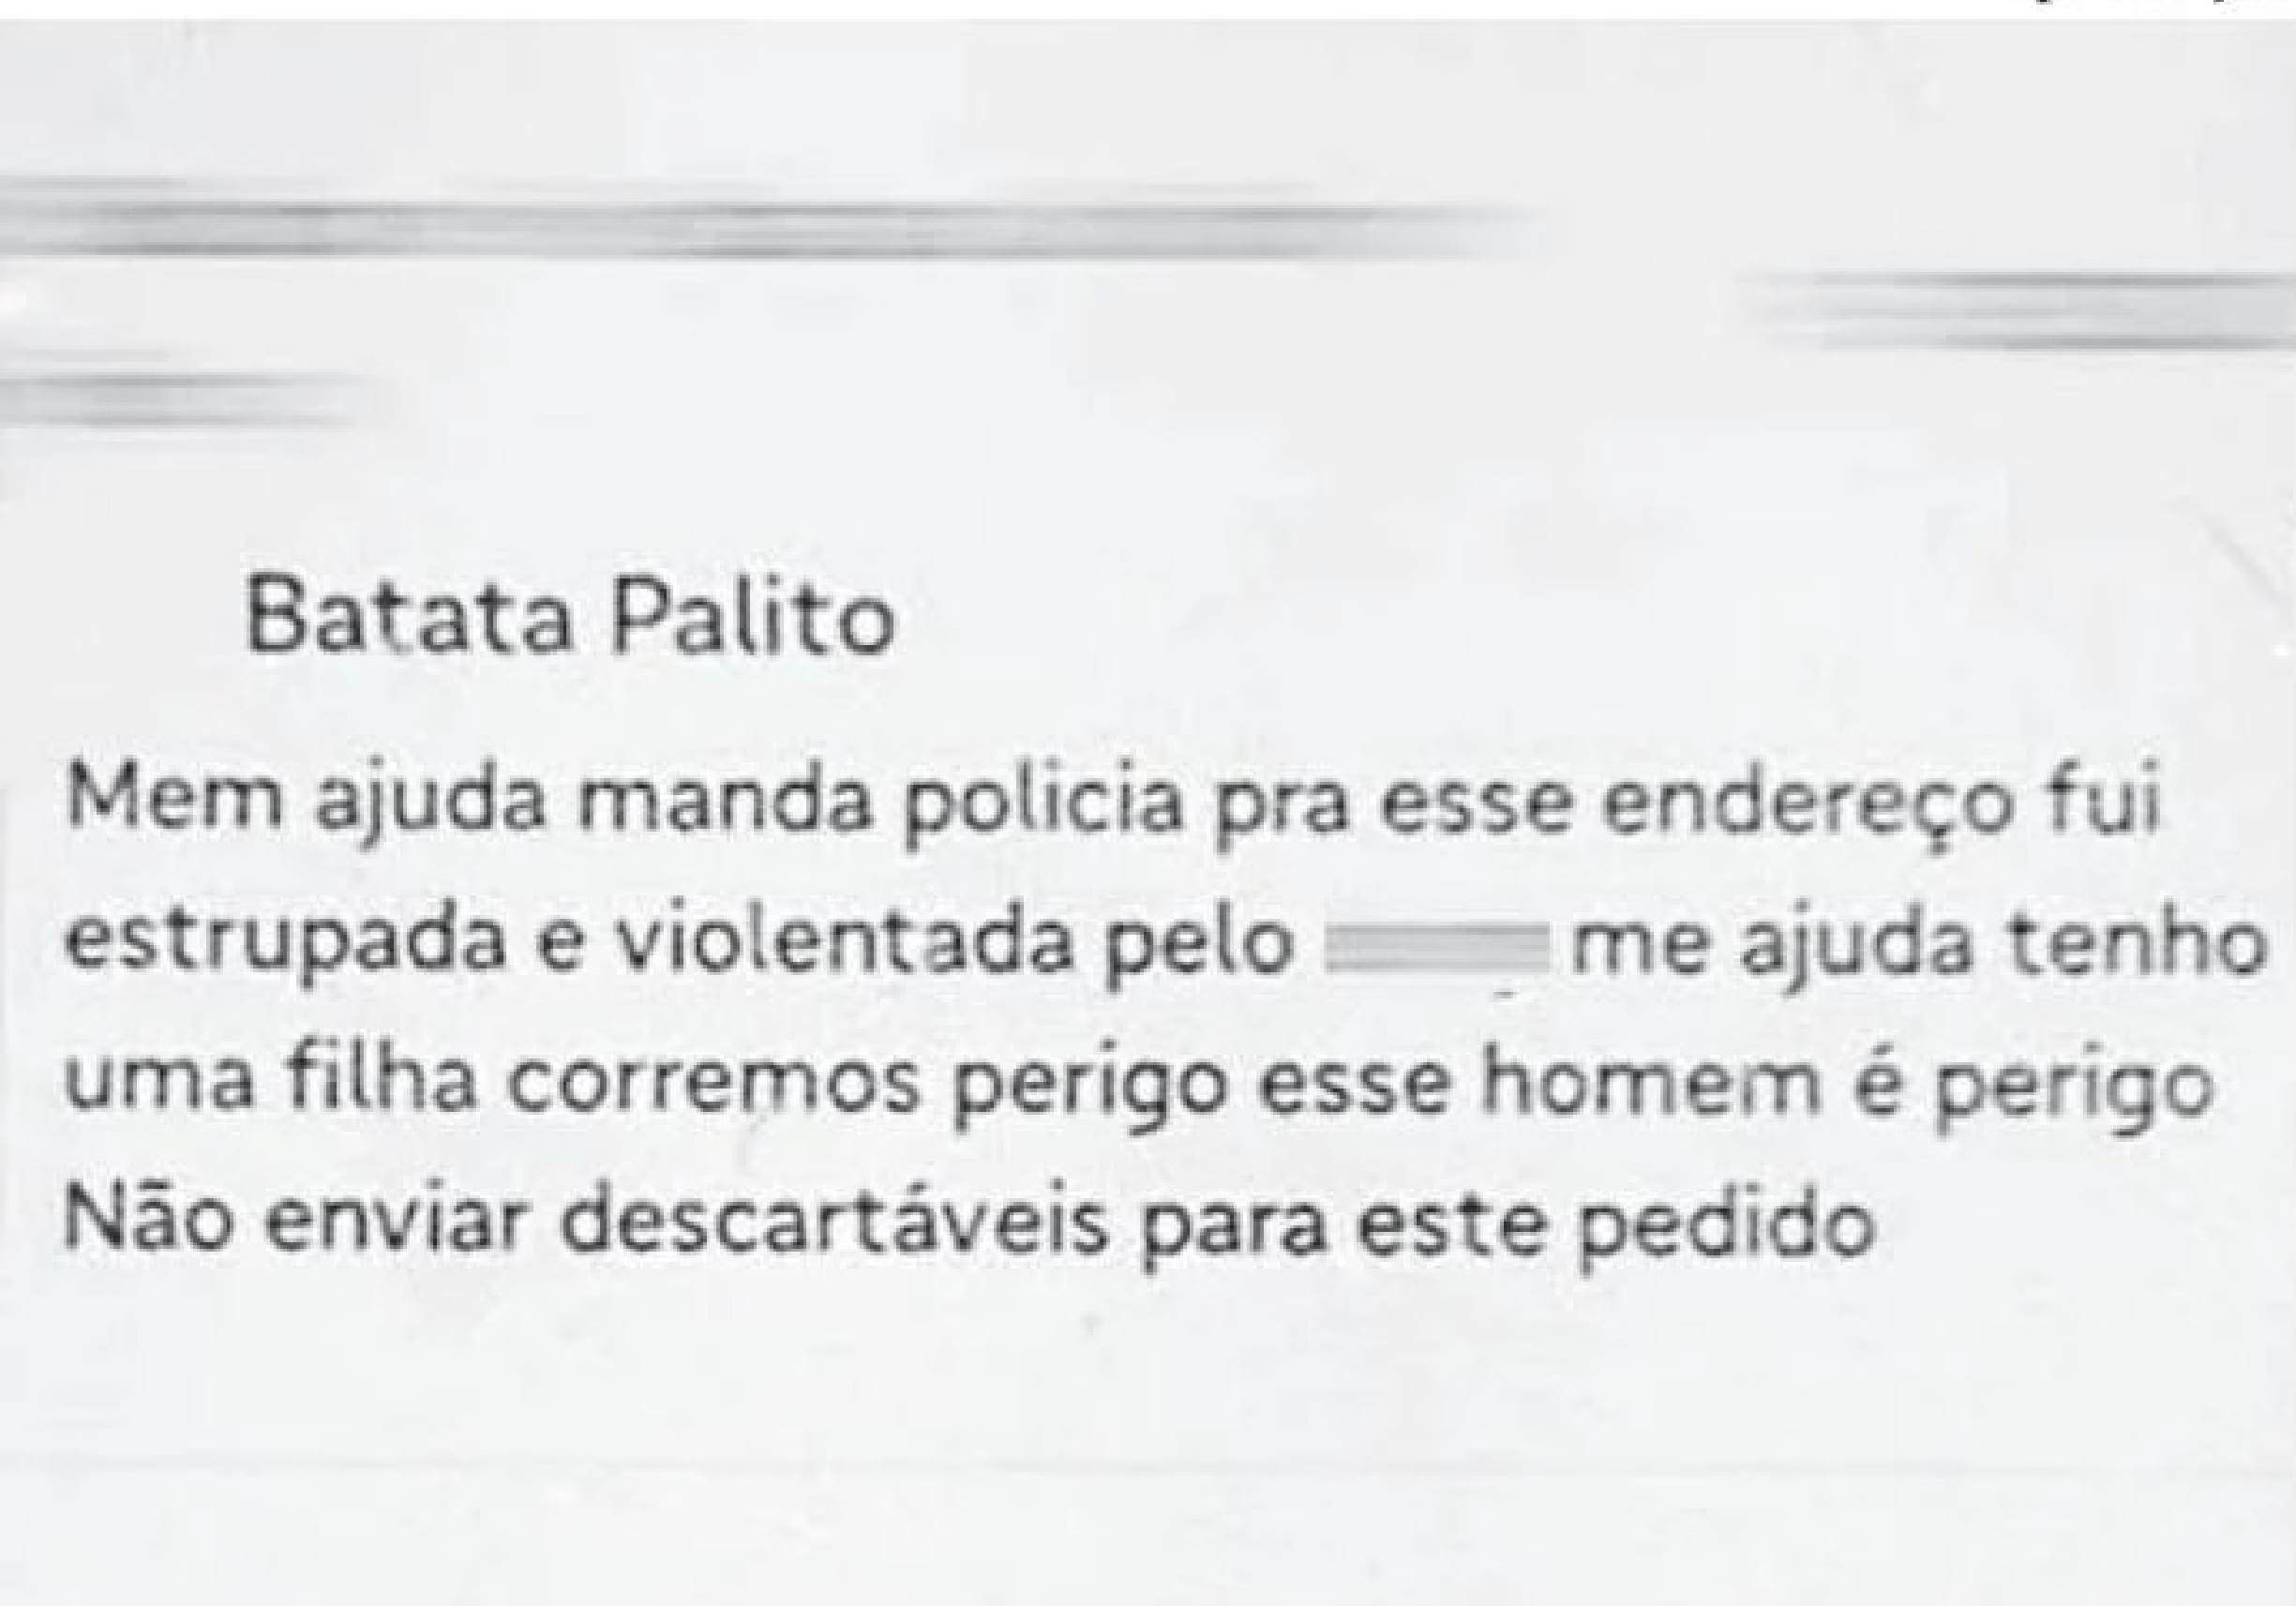 Batata Palito
Mem ajuda manda policia pra esse endereço fui
estrupada e violentada pelo me ajuda tenho
uma filha corremos perigo esse homem é perigo
Não enviar descartáveis para este pedido